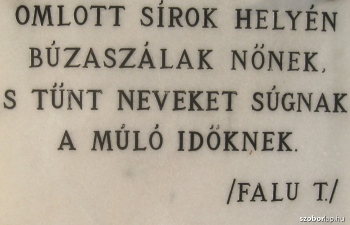 OMLOTT SÍROK HELYÉN
BÚZASZÁLAK NŐNEK,
S TŰNT NEVEKET SÚGNAK
A MÚLÓ IDŐKNEK.
/FALU T./
szoborlap.hu